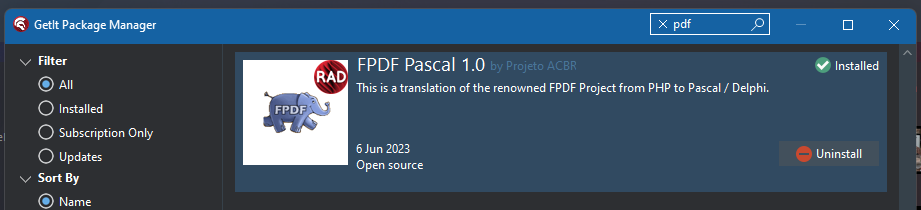 GetIt Package Manager
pdf
Filter
All
Installed
Subscription Only
Updates
Sort By
Name
RAD
FPDF
FPDF Pascal 1.0 by Projeto ACBR
Installed
This is a translation of the renowned FPDF Project from PHP to Pascal / Delphi.
6 Jun 2023
Open source
Uninstall